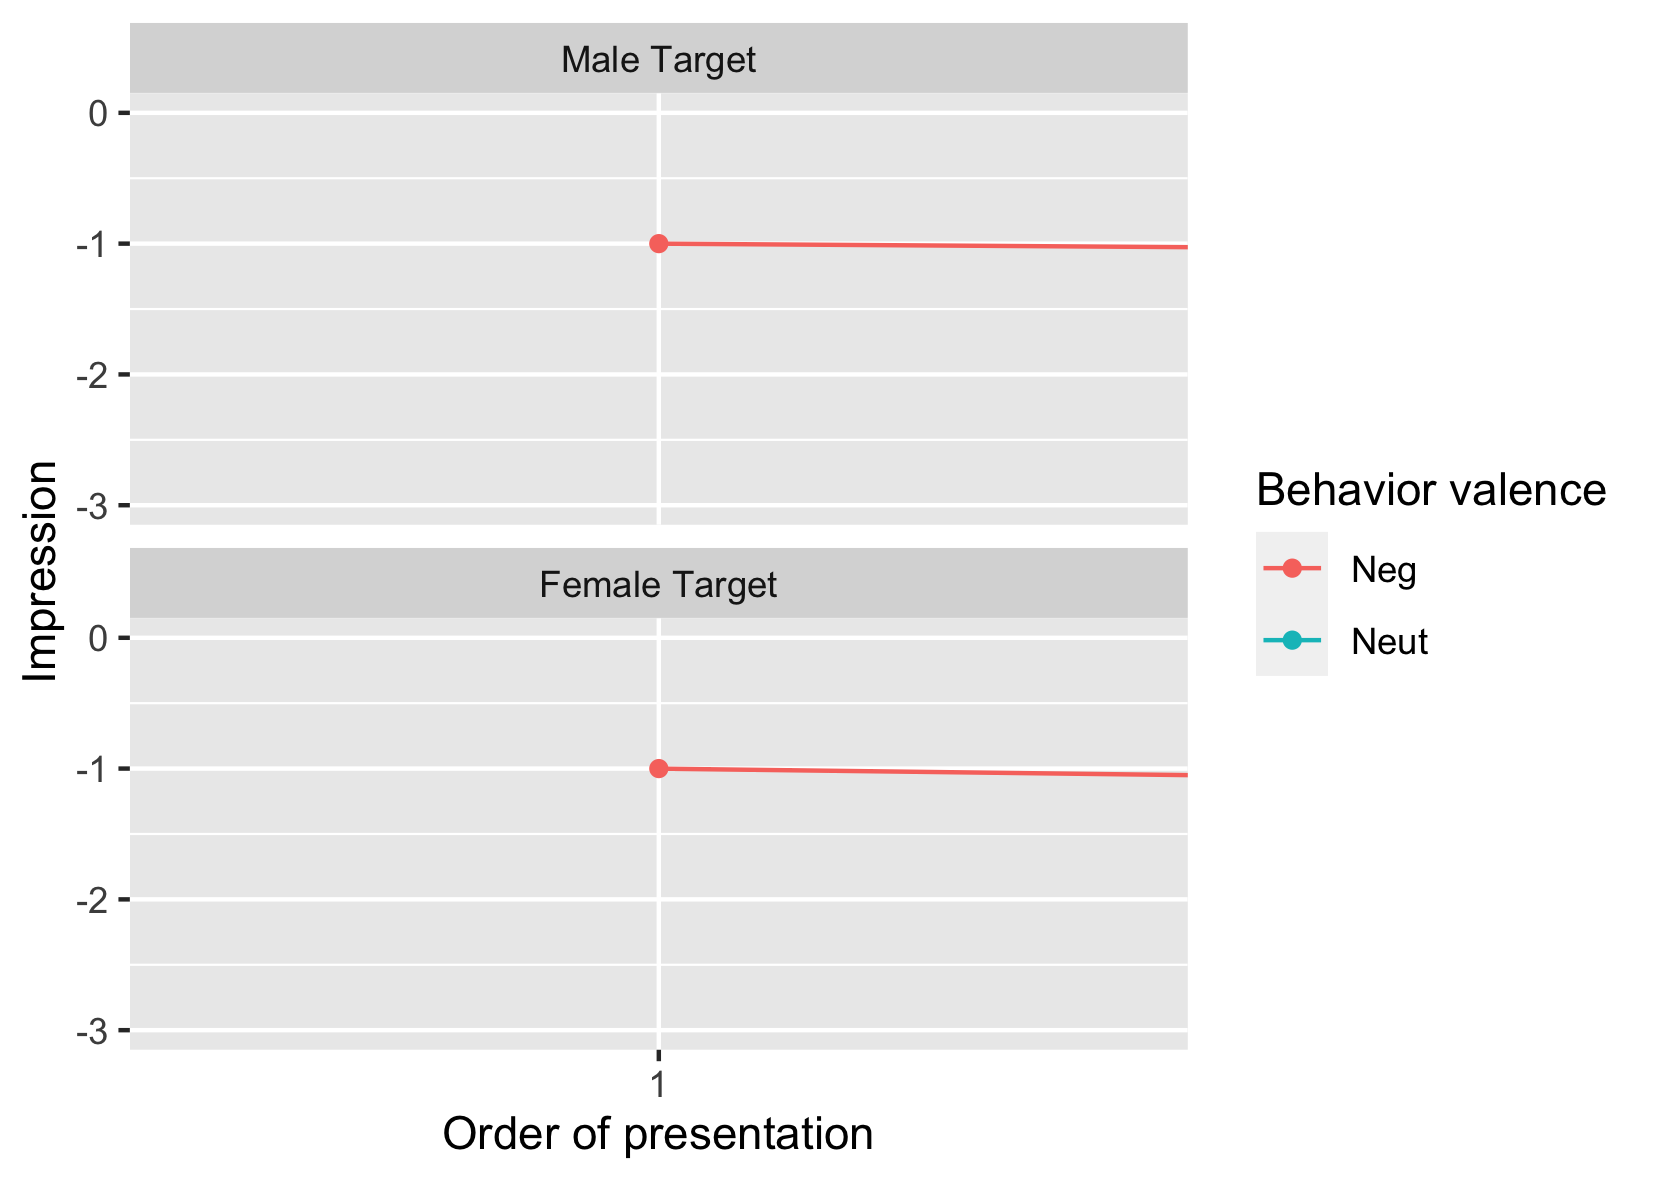 Male Target
0
-1
-2
-3
Female Target
0
-1
-2
-3
1
Order of presentation
Impression
Behavior valence
Neg
Neut